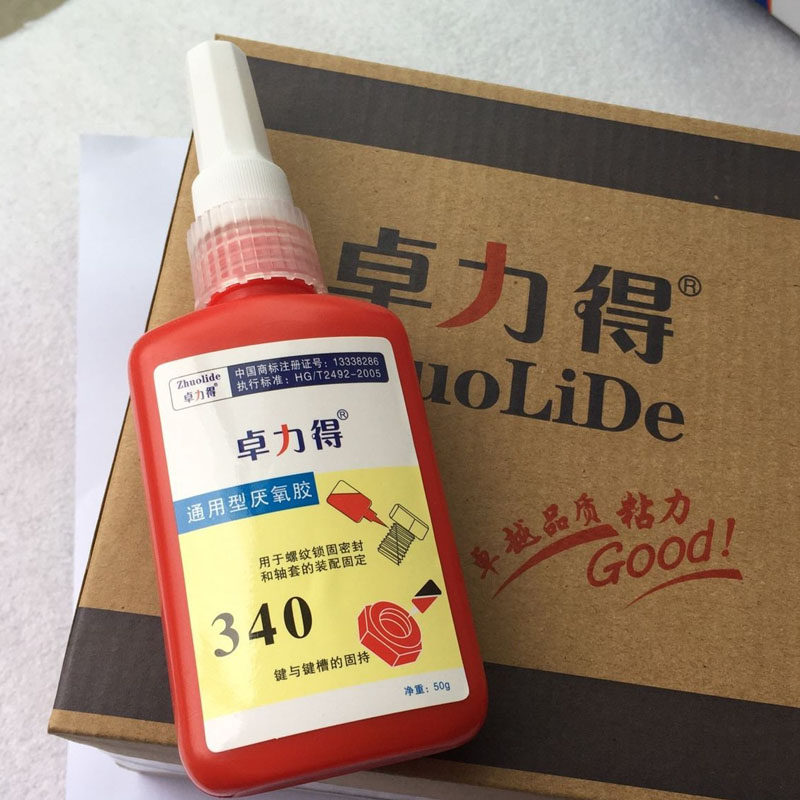 Zhuolide
卓力得®
中国商标注册证号：13338286
执行标准：HG/T2492-2005
卓力得®
通用型厌氧胶
用于螺纹锁固密封
和轴套的装配固定
340
键与键槽的固持
净重：50g
卓力得®
uoLiDe
卓越品质 粘力
Good!